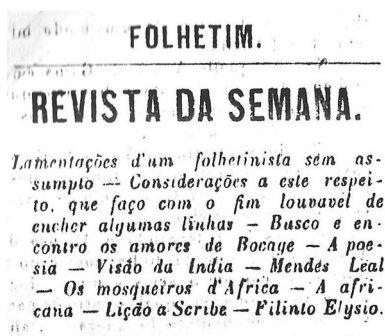 FOLHETIM.
REVISTA DA SEMANA.
Lamentações d'um folhetinista sem as-
sumpto — Considerações a este respei-
to, que faço com o fim louvavel de
encher algumas linhas — Busco e en-
contro os amores de Bocage — A poe-
sia — Visão da India — Mendes Leal
— Os mosqueiros d'Africa — A afri-
cana — Lição a Scribe — Filinto Elysio.